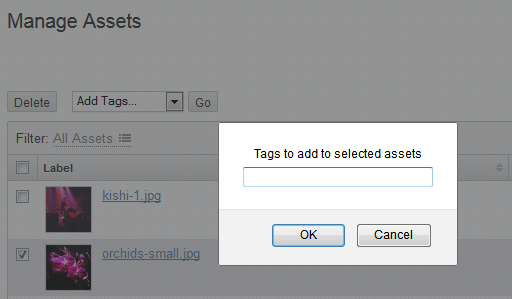 Manage Assets
Delete
Add Tags...
Go
Filter: All Assets
Label
kishi-1.jpg
orchids-small.jpg
Tags to add to selected assets
OK
Cancel